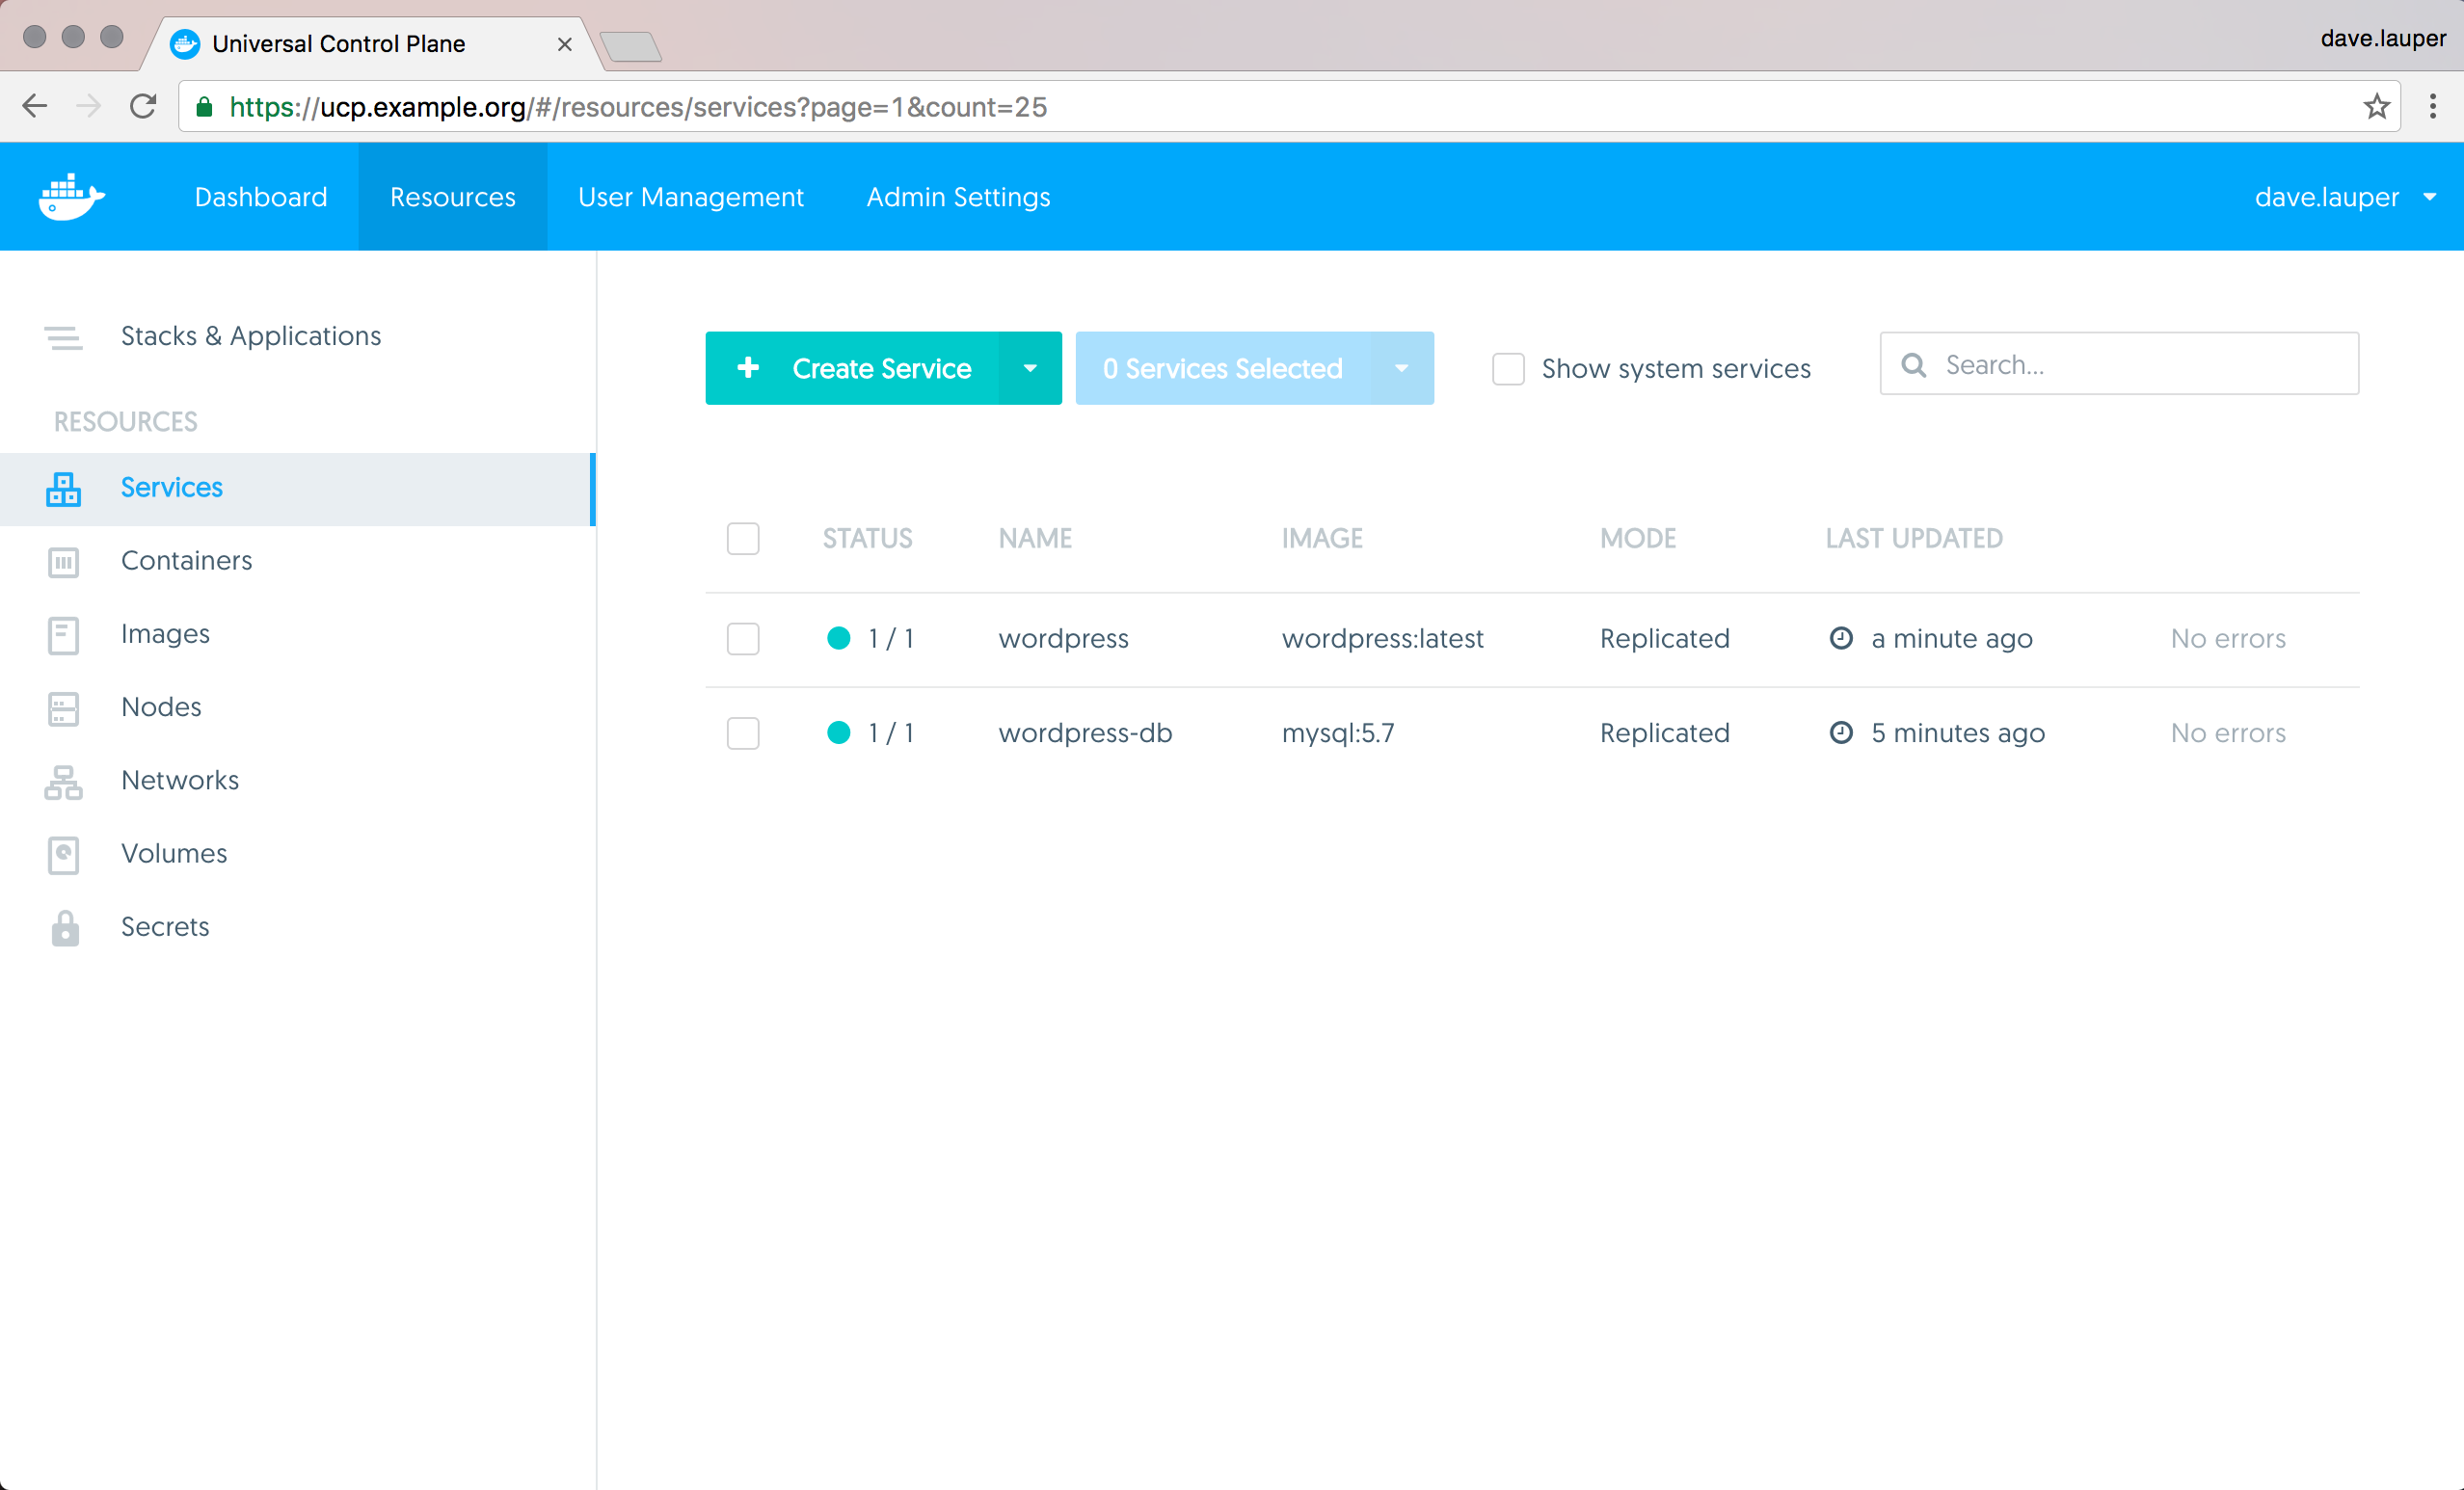 Universal Control Plane
dave.lauper
https://ucp.example.org/#/resources/services?page=1&count=25
Dashboard Resources User Management Admin Settings dave.lauper
Stacks & Applications
RESOURCES
Services
Containers
Images
Nodes
Networks
Volumes
Secrets
Create Service 0 Services Selected Show system services Search...
STATUS NAME IMAGE MODE LAST UPDATED
1 / 1 wordpress wordpress:latest Replicated a minute ago No errors
1 / 1 wordpress-db mysql:5.7 Replicated 5 minutes ago No errors